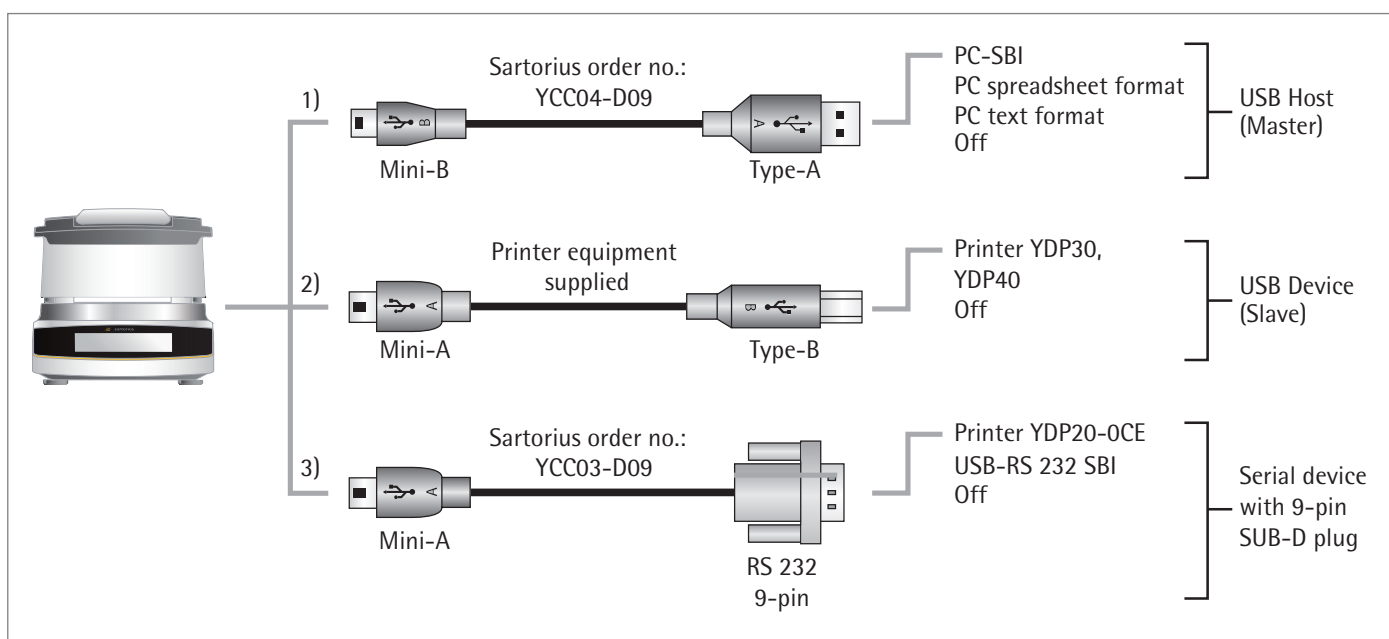 1)
Sartorius order no.:
YCC04-D09
B
A
Mini-B
Type-A
PC-SBI
PC spreadsheet format
PC text format
Off
USB Host
(Master)
2)
Printer equipment
supplied
A
B
Mini-A
Type-B
Printer YDP30,
YDP40
Off
USB Device
(Slave)
sartorius
3)
Sartorius order no.:
YCC03-D09
A
Mini-A
RS 232
9-pin
Printer YDP20-0CE
USB-RS 232 SBI
Off
Serial device
with 9-pin
SUB-D plug